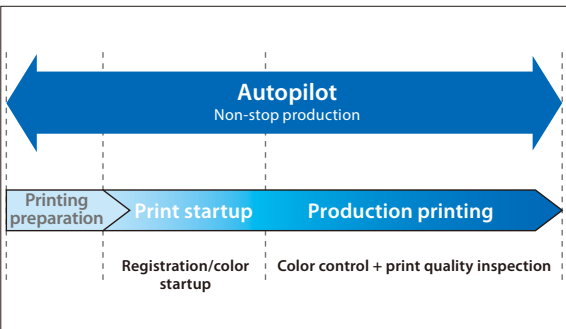 Autopilot
Non-stop production
Printing
preparation
Print startup
Production printing
Registration/color
startup
Color control + print quality inspection